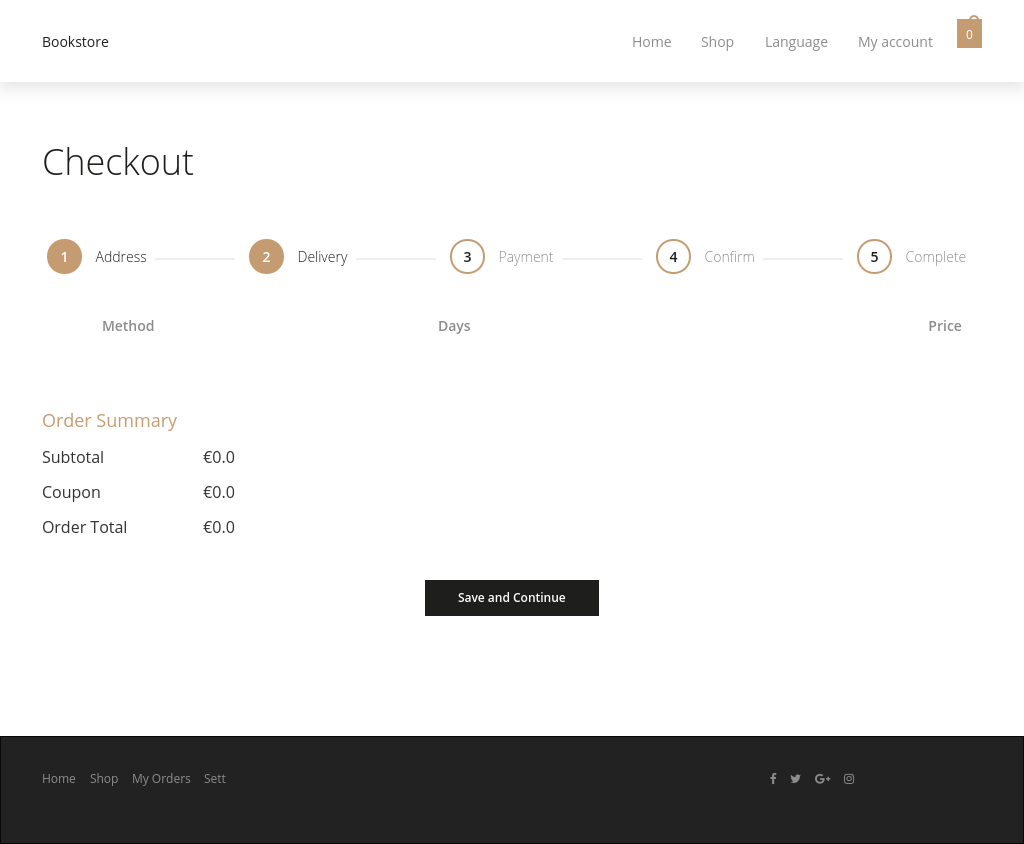 Bookstore
Home Shop Language My account 0
Checkout
1 Address 2 Delivery 3 Payment 4 Confirm 5 Complete
Method Days Price
Order Summary
Subtotal €0.0
Coupon €0.0
Order Total €0.0
Save and Continue
Home Shop My Orders Sett